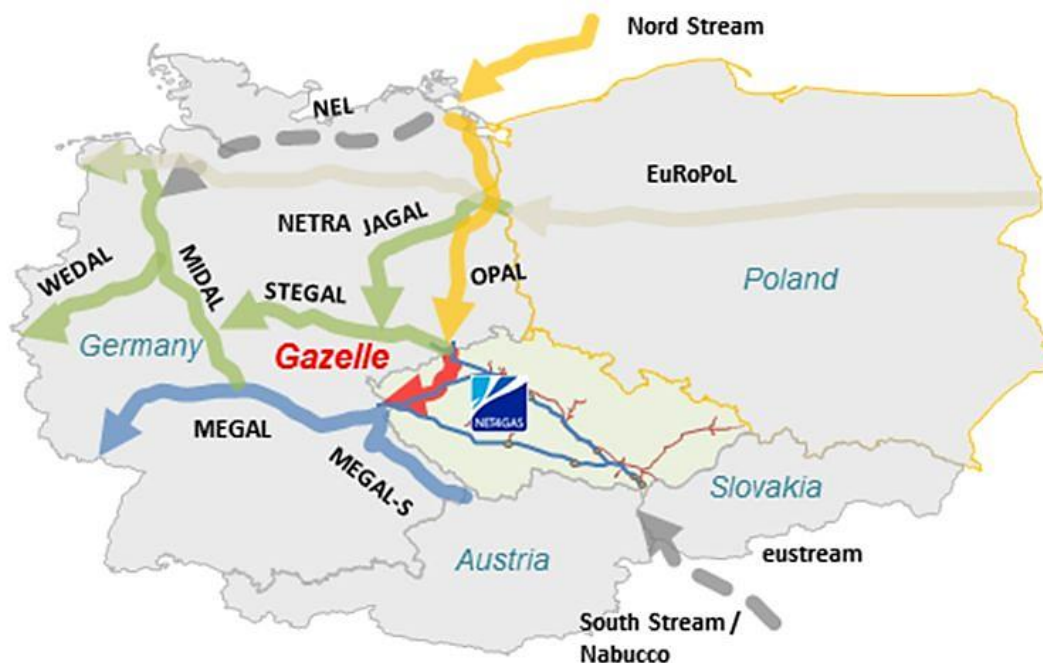 Nord Stream
NEL
EuRoPoL
NETRA
JAGAL
WEDAL
MIDAL
STEGAL
OPAL
Poland
Germany
Gazelle
NET4GAS
MEGAL
MEGAL-S
Slovakia
Austria
eustream
South Stream /
Nabucco